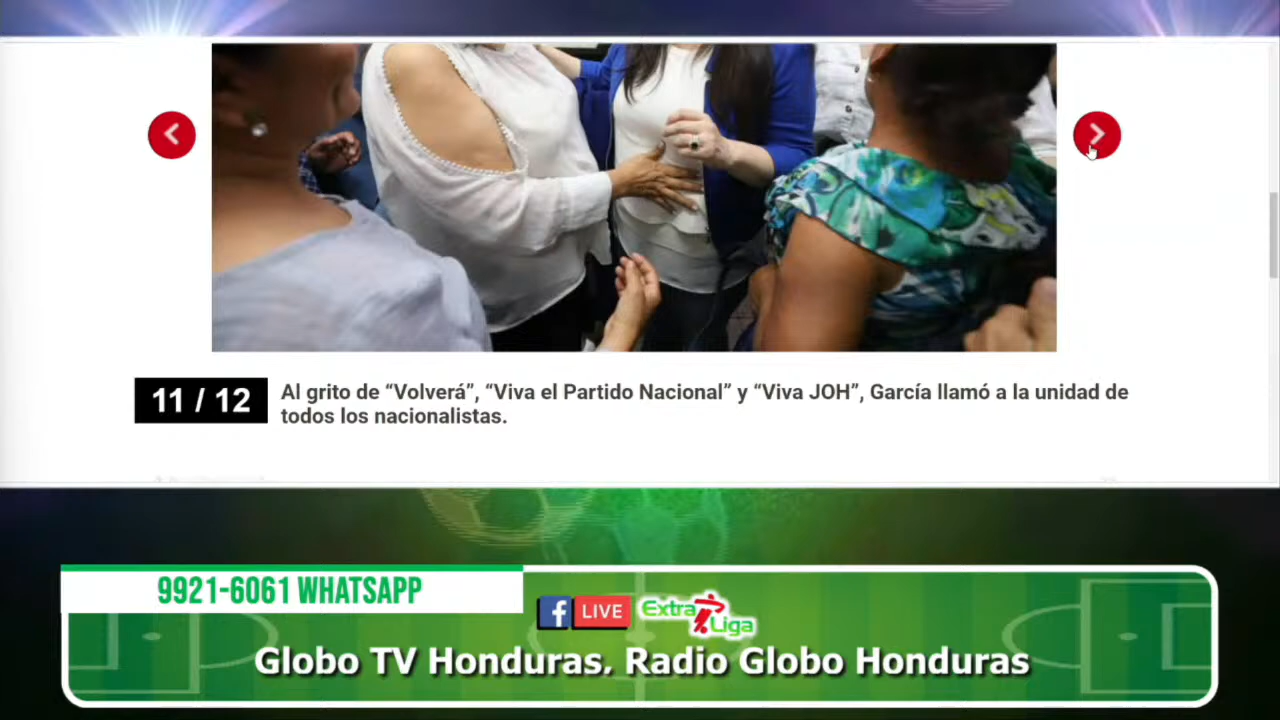 11 / 12
Al grito de “Volverá”, “Viva el Partido Nacional” y “Viva JOH”, García llamó a la unidad de
todos los nacionalistas.
9921-6061 WHATSAPP
f LIVE Extra Liga
Globo TV Honduras. Radio Globo Honduras